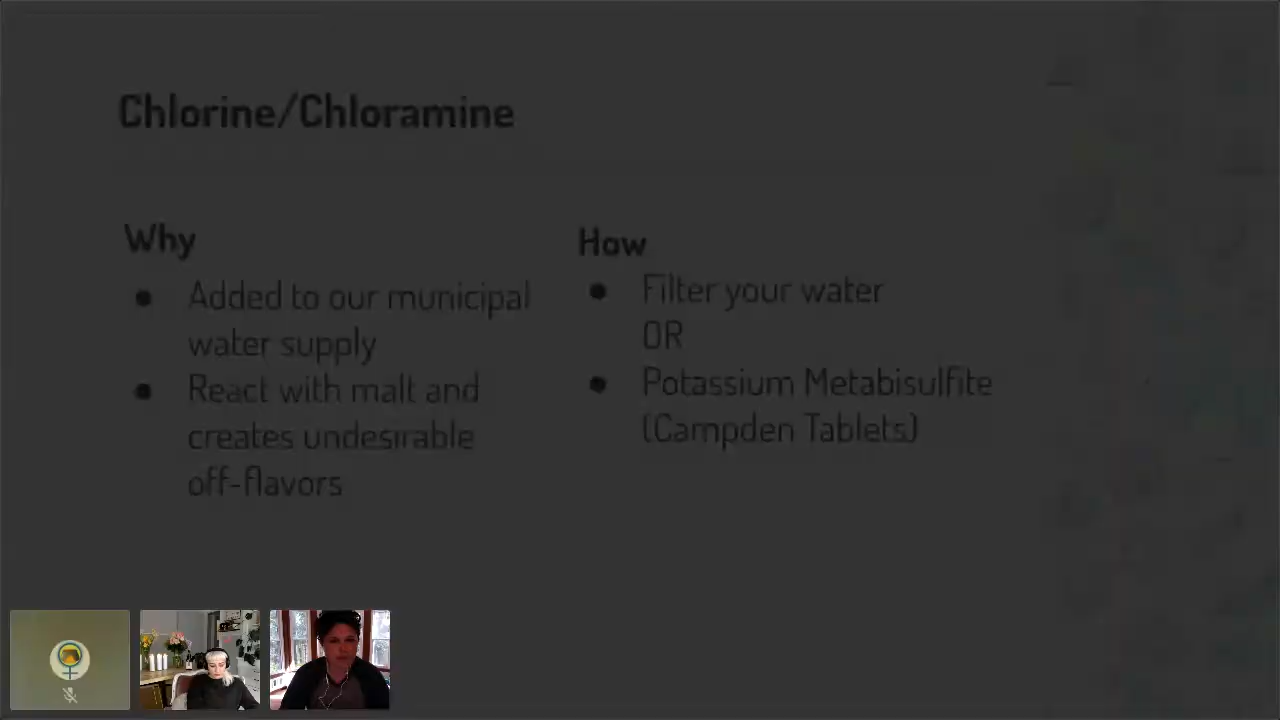 Chlorine/Chloramine
Why
● Added to our municipal
water supply
● React with malt and
creates undesirable
off-flavors
How
● Filter your water
OR
● Potassium Metabisulfite
(Campden Tablets)